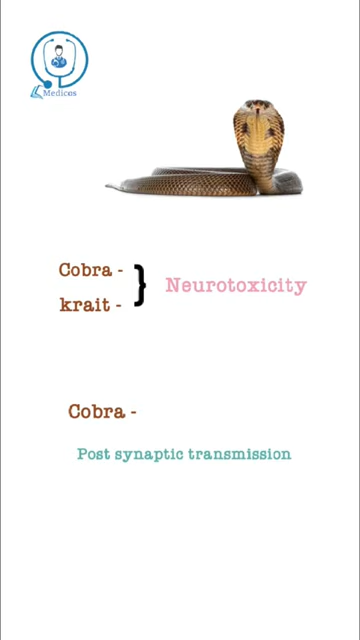 Medicos
Cobra -
krait -
} Neurotoxicity
Cobra -
Post synaptic transmission